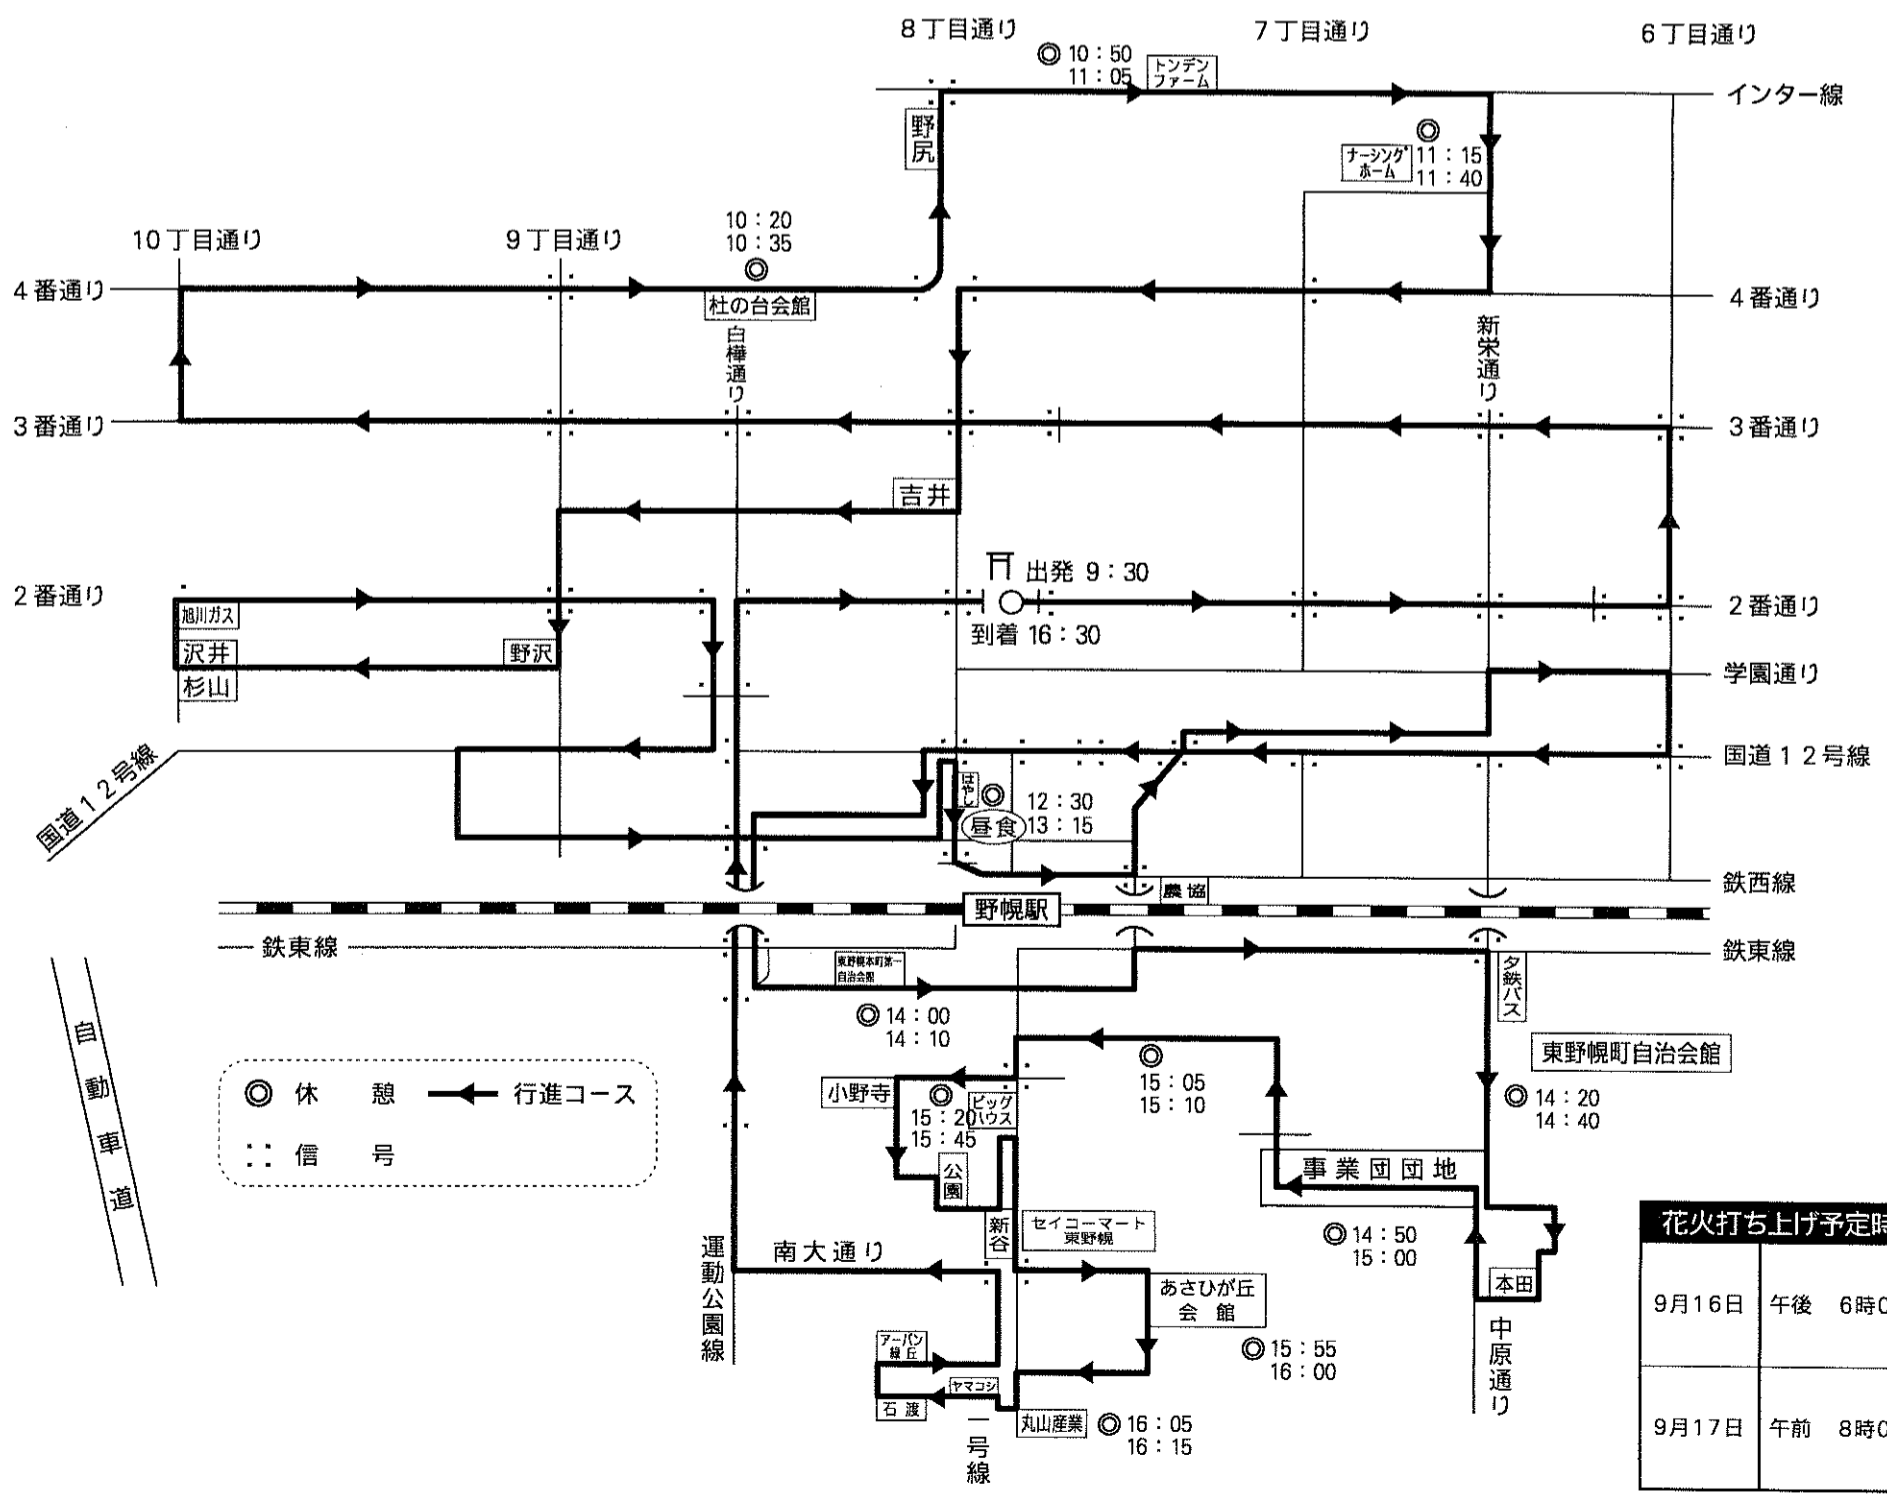 8丁目通り
7丁目通り
6丁目通り
◎ 10：50
11：05
トンデン
ファーム
インター線
野尻
◎
ナーシング
ホーム
11：15
11：40
10：20
10：35
◎
10丁目通り
9丁目通り
4番通り
杜の台会館
4番通り
白樺通り
新栄通り
3番通り
3番通り
吉井
出発 9：30
2番通り
2番通り
到着 16：30
旭川ガス
沢井
野沢
杉山
学園通り
国道12号線
国道12号線
はやし
◎
昼食
12：30
13：15
鉄西線
農協
野幌駅
鉄東線
鉄東線
東野幌本町第一
自治会館
◎ 14：00
14：10
夕鉄バス
東野幌町自治会館
◎ 14：20
14：40
自動車道
◎ 休憩
行進コース
信号
小野寺
◎
15：20
15：45
ビッグ
ハウス
◎
15：05
15：10
公園
事業団団地
新谷
セイコーマート
東野幌
◎ 14：50
15：00
運動公園線
南大通り
あさひが丘
会館
本田
◎ 15：55
16：00
中原通り
アーバン
緑丘
ヤマコシ
石渡
丸山産業
◎ 16：05
16：15
一号線
花火打ち上げ予定時
9月16日 午後 6時0
9月17日 午前 8時0